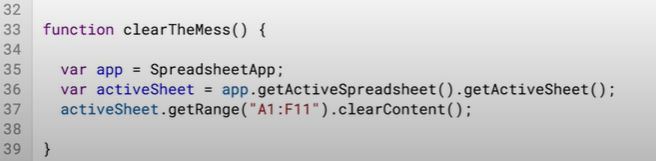 32
33 function clearTheMess() {
34
35 var app = SpreadsheetApp;
36 var activeSheet = app.getActiveSpreadsheet().getActiveSheet();
37 activeSheet.getRange("A1:F11").clearContent();
38
39 }